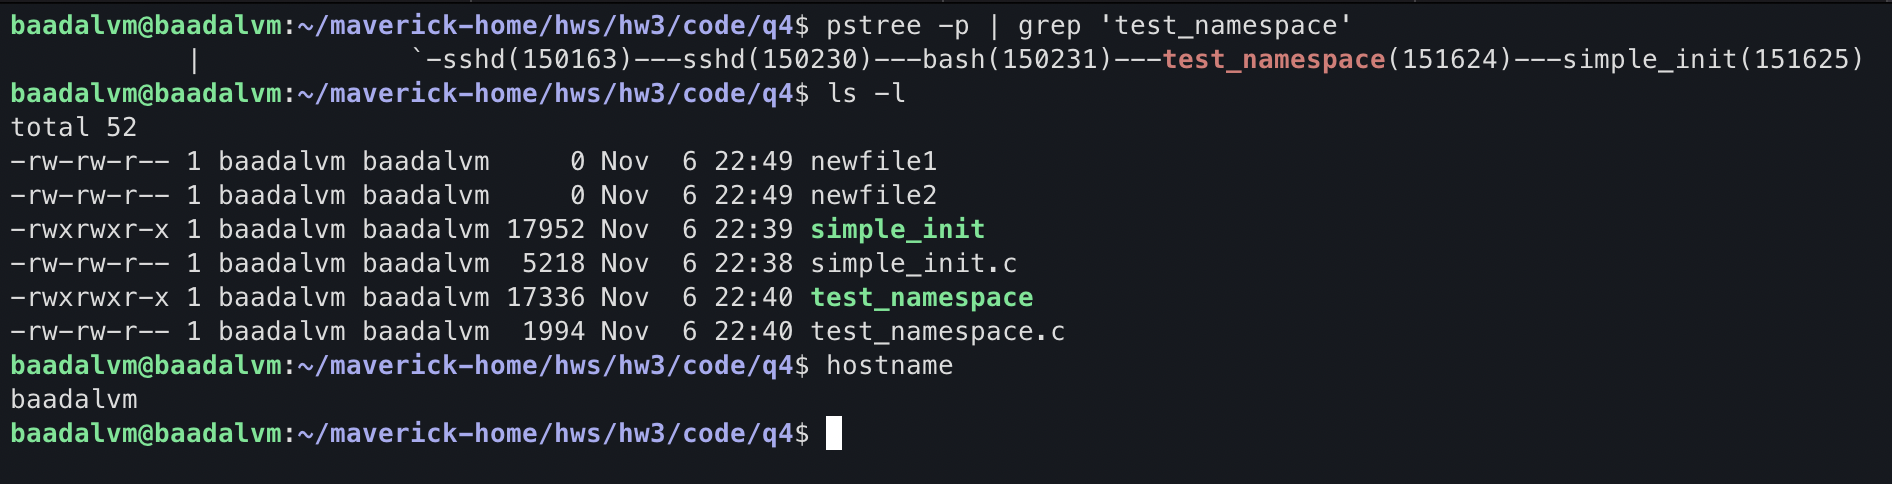 baadalvm@baadalvm:~/maverick-home/hws/hw3/code/q4$ pstree -p | grep 'test_namespace'
           |             `-sshd(150163)---sshd(150230)---bash(150231)---test_namespace(151624)---simple_init(151625)
baadalvm@baadalvm:~/maverick-home/hws/hw3/code/q4$ ls -l
total 52
-rw-rw-r-- 1 baadalvm baadalvm     0 Nov  6 22:49 newfile1
-rw-rw-r-- 1 baadalvm baadalvm     0 Nov  6 22:49 newfile2
-rwxrwxr-x 1 baadalvm baadalvm 17952 Nov  6 22:39 simple_init
-rw-rw-r-- 1 baadalvm baadalvm  5218 Nov  6 22:38 simple_init.c
-rwxrwxr-x 1 baadalvm baadalvm 17336 Nov  6 22:40 test_namespace
-rw-rw-r-- 1 baadalvm baadalvm  1994 Nov  6 22:40 test_namespace.c
baadalvm@baadalvm:~/maverick-home/hws/hw3/code/q4$ hostname
baadalvm
baadalvm@baadalvm:~/maverick-home/hws/hw3/code/q4$